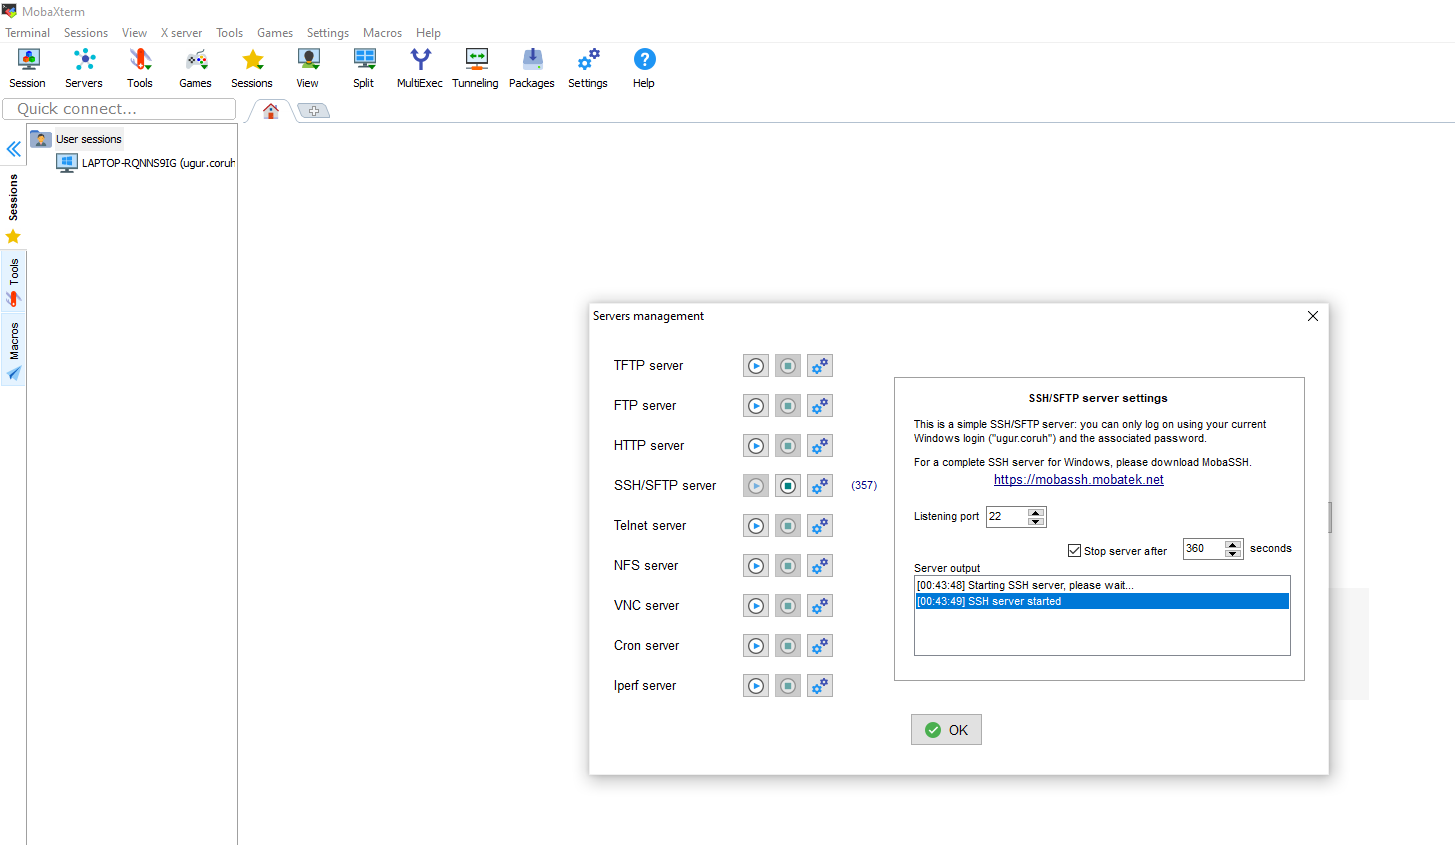 MobaXterm
Terminal Sessions View X server Tools Games Settings Macros Help
Session Servers Tools Games Sessions View Split MultiExec Tunneling Packages Settings Help
Quick connect...
User sessions
LAPTOP-RQNNS9IG (ugur.coruh
Sessions
Tools
Macros
Servers management
TFTP server
FTP server
HTTP server
SSH/SFTP server (357)
Telnet server
NFS server
VNC server
Cron server
Iperf server
SSH/SFTP server settings
This is a simple SSH/SFTP server: you can only log on using your current
Windows login ("ugur.coruh") and the associated password.
For a complete SSH server for Windows, please download MobaSSH.
https://mobassh.mobatek.net
Listening port 22
Stop server after 360 seconds
Server output
[00:43:48] Starting SSH server, please wait...
[00:43:49] SSH server started
OK